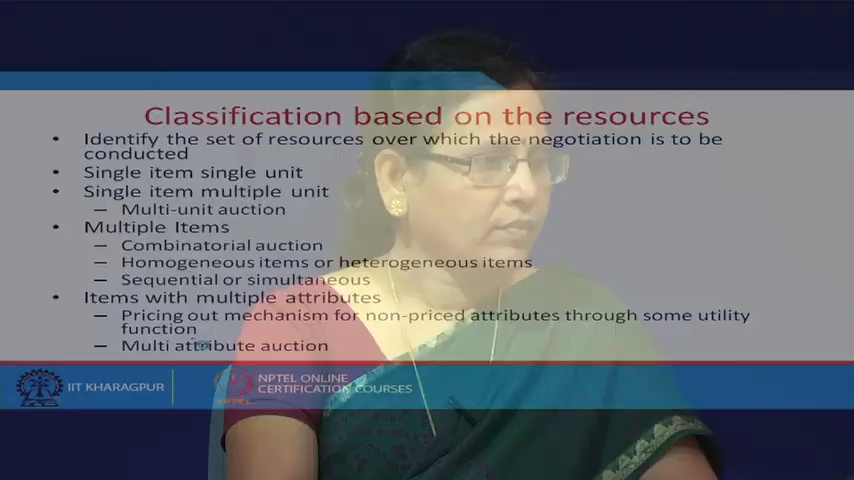 Classification based on the resources
• Identify the set of resources over which the negotiation is to be
conducted
• Single item single unit
• Single item multiple unit
– Multi-unit auction
• Multiple Items
– Combinatorial auction
– Homogeneous items or heterogeneous items
– Sequential or simultaneous
• Items with multiple attributes
– Pricing out mechanism for non-priced attributes through some utility
function
– Multi attribute auction
IIT KHARAGPUR
NPTEL ONLINE
CERTIFICATION COURSES